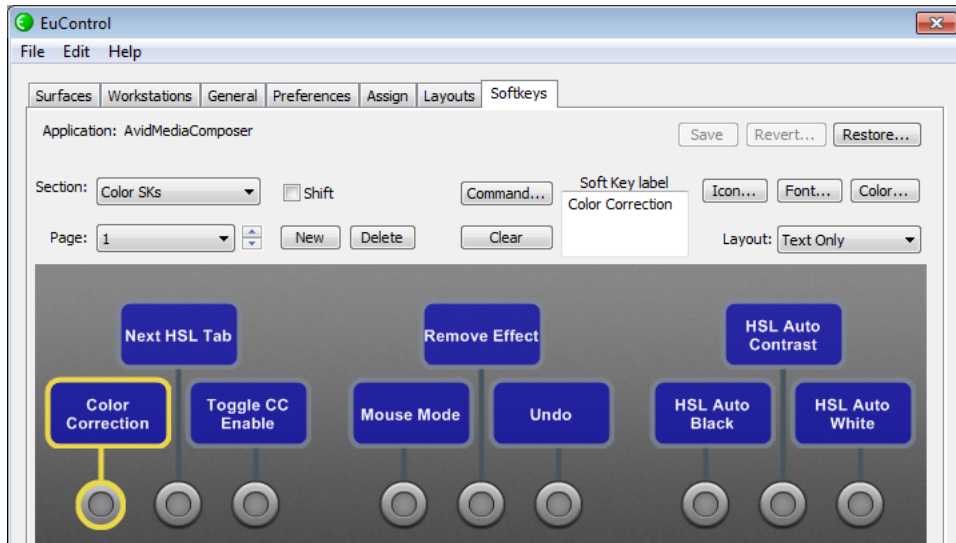 EuControl
File Edit Help
Surfaces Workstations General Preferences Assign Layouts Softkeys
Application: AvidMediaComposer
Save Revert... Restore...
Section: Color SKs Shift Command... Soft Key label Icon... Font... Color...
Color Correction
Page: 1 New Delete Clear Layout: Text Only
Next HSL Tab
Remove Effect
HSL Auto
Contrast
Color
Correction
Toggle CC
Enable
Mouse Mode
Undo
HSL Auto
Black
HSL Auto
White